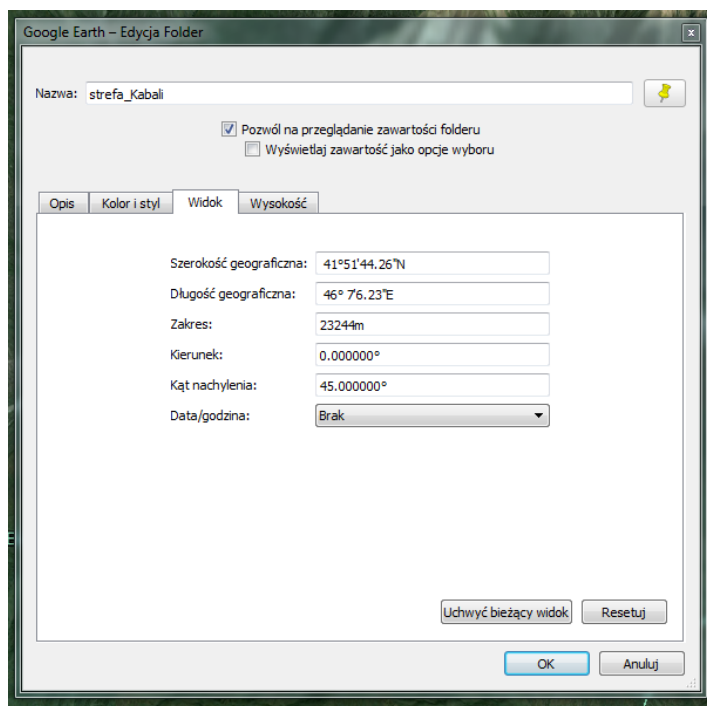 Google Earth – Edycja Folder
x
Nazwa: strefa_Kabali
Pozwól na przeglądanie zawartości folderu
Wyświetlaj zawartość jako opcje wyboru
Opis Kolor i styl Widok Wysokość
Szerokość geograficzna: 41°51'44.26"N
Długość geograficzna: 46° 7'6.23"E
Zakres: 23244m
Kierunek: 0.000000°
Kąt nachylenia: 45.000000°
Data/godzina: Brak
E
Uchwyć bieżący widok Resetuj
OK Anuluj